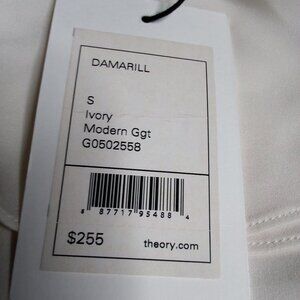 DAMARILL
S
Ivory
Modern Ggt
G0502558
8 87717 95488 4
$255 theory.com